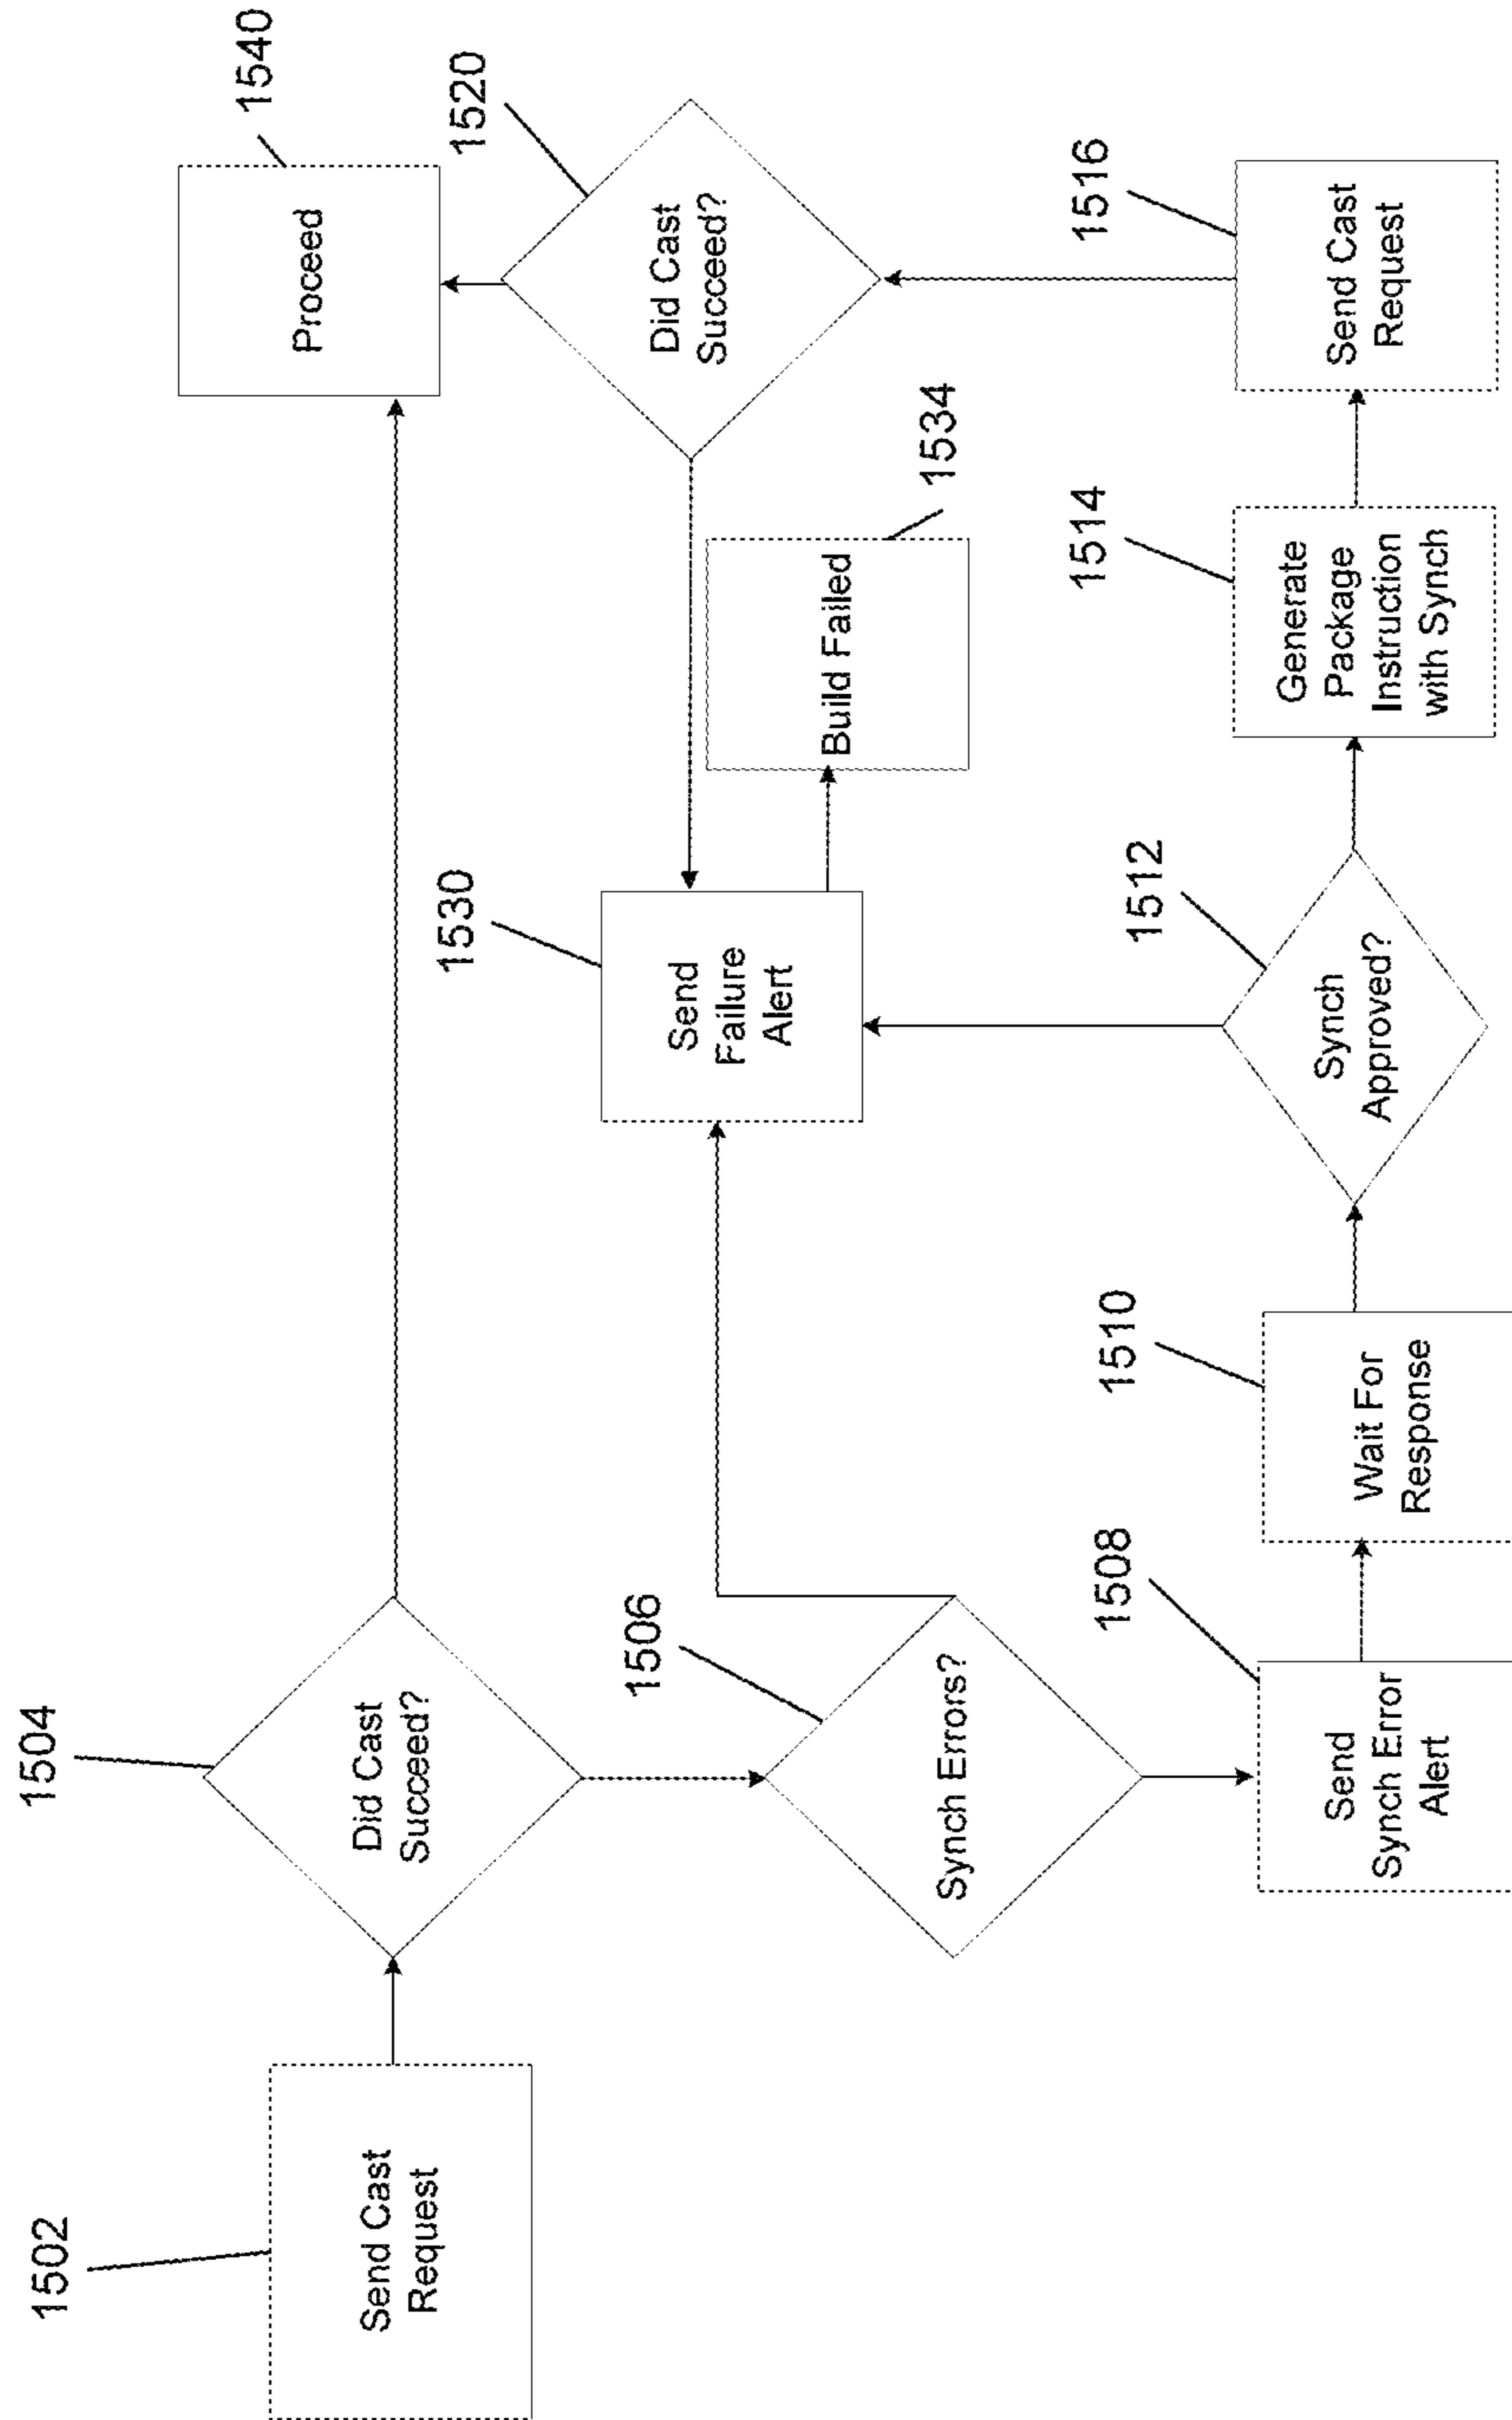 1502
Send Cast
Request
1504
Did Cast
Succeed?
1540
Proceed
1506
Synch Errors?
1530
Send
Failure
Alert
1534
Build Failed
1520
Did Cast
Succeed?
1508
Send
Synch Error
Alert
1510
Wait For
Response
1512
Synch
Approved?
1514
Generate
Package
Instruction
with Synch
1516
Send Cast
Request